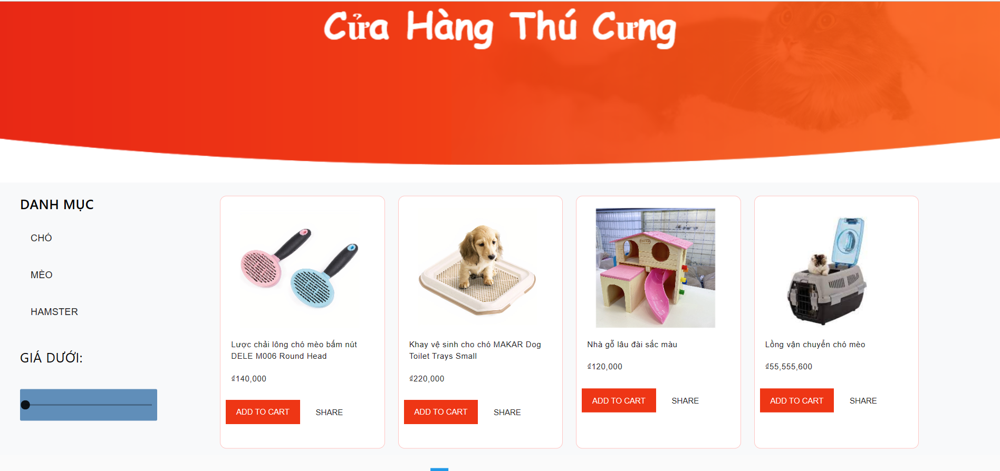 Cửa Hàng Thú Cưng
DANH MỤC
CHÓ
MÈO
HAMSTER
GIÁ DƯỚI:
Lược chải lông chó mèo bấm nút
DELE M006 Round Head
₫140,000
ADD TO CART
SHARE
Khay vệ sinh cho chó MAKAR Dog
Toilet Trays Small
₫220,000
ADD TO CART
SHARE
Nhà gỗ lâu đài sắc màu
₫120,000
ADD TO CART
SHARE
Lồng vận chuyển chó mèo
₫55,555,600
ADD TO CART
SHARE